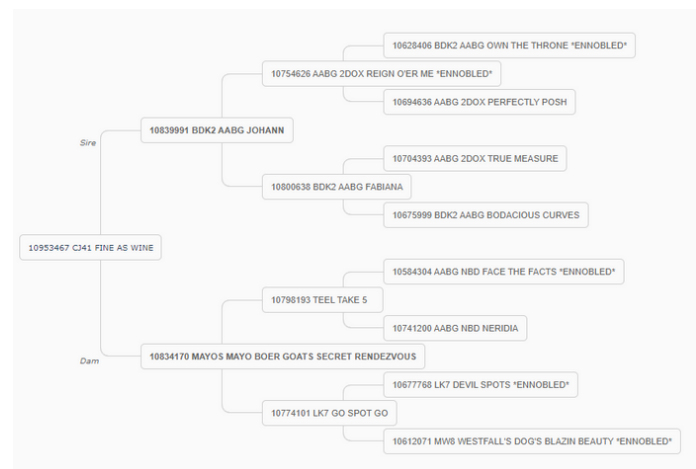 10628406 BDK2 AABG OWN THE THRONE *ENNOBLED*
10754626 AABG 2DOX REIGN O'ER ME *ENNOBLED*
10694636 AABG 2DOX PERFECTLY POSH
10839991 BDK2 AABG JOHANN
Sire
10704393 AABG 2DOX TRUE MEASURE
10800638 BDK2 AABG FABIANA
10675999 BDK2 AABG BODACIOUS CURVES
10953467 CJ41 FINE AS WINE
10584304 AABG NBD FACE THE FACTS *ENNOBLED*
10798193 TEEL TAKE 5
10741200 AABG NBD NERIDIA
10834170 MAYOS MAYO BOER GOATS SECRET RENDEZVOUS
Dam
10677768 LK7 DEVIL SPOTS *ENNOBLED*
10774101 LK7 GO SPOT GO
10612071 MW8 WESTFALL'S DOG'S BLAZIN BEAUTY *ENNOBLED*